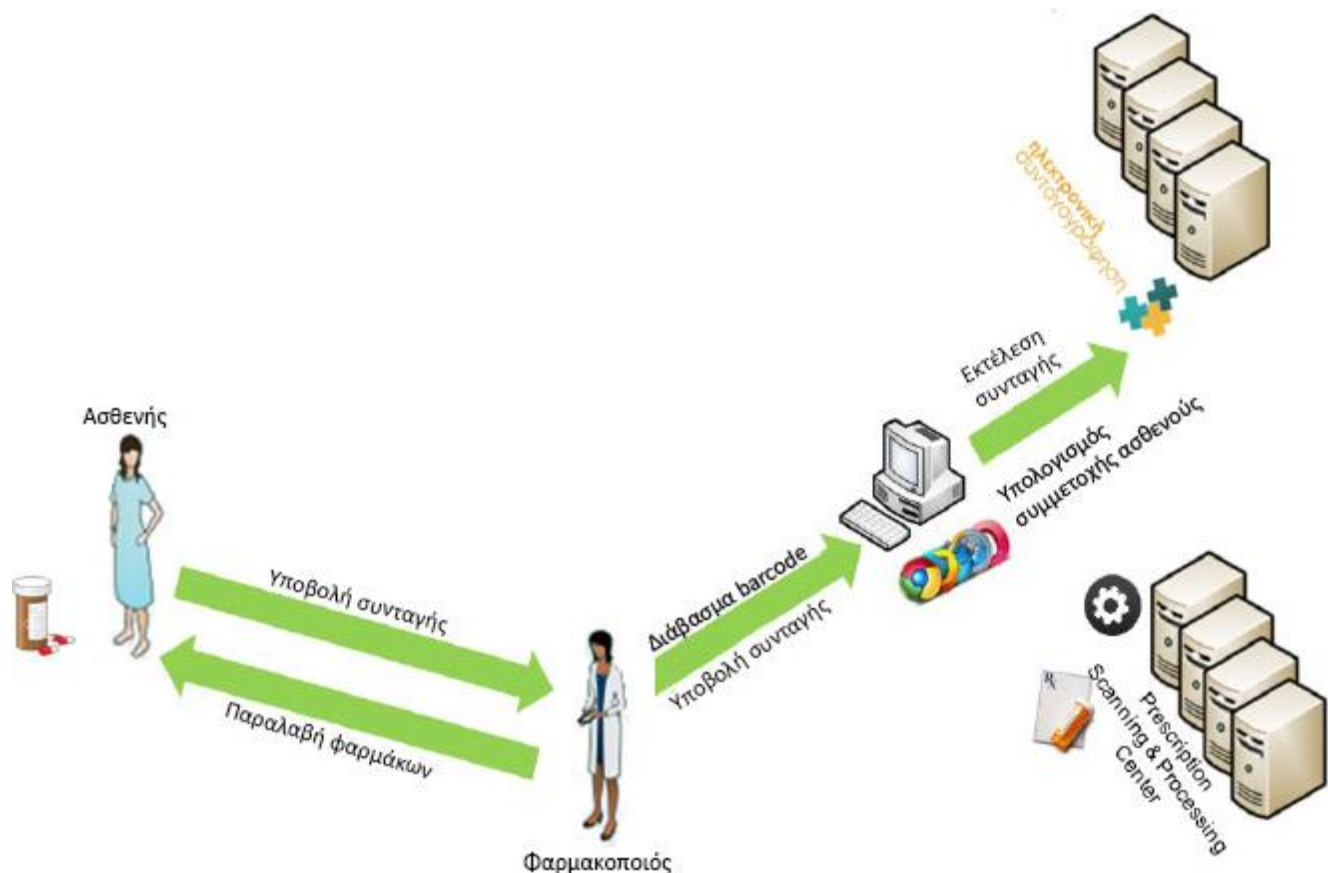 ηλεκτρονική
συνταγογράφηση
Εκτέλεση
συνταγής
Υπολογισμός
συμμετοχής ασθενούς
Ασθενής
Διάβασμα barcode
Υποβολή συνταγής
Υποβολή συνταγής
Παραλαβή φαρμάκων
Rx
Prescription
Scanning & Processing
Center
Φαρμακοποιός